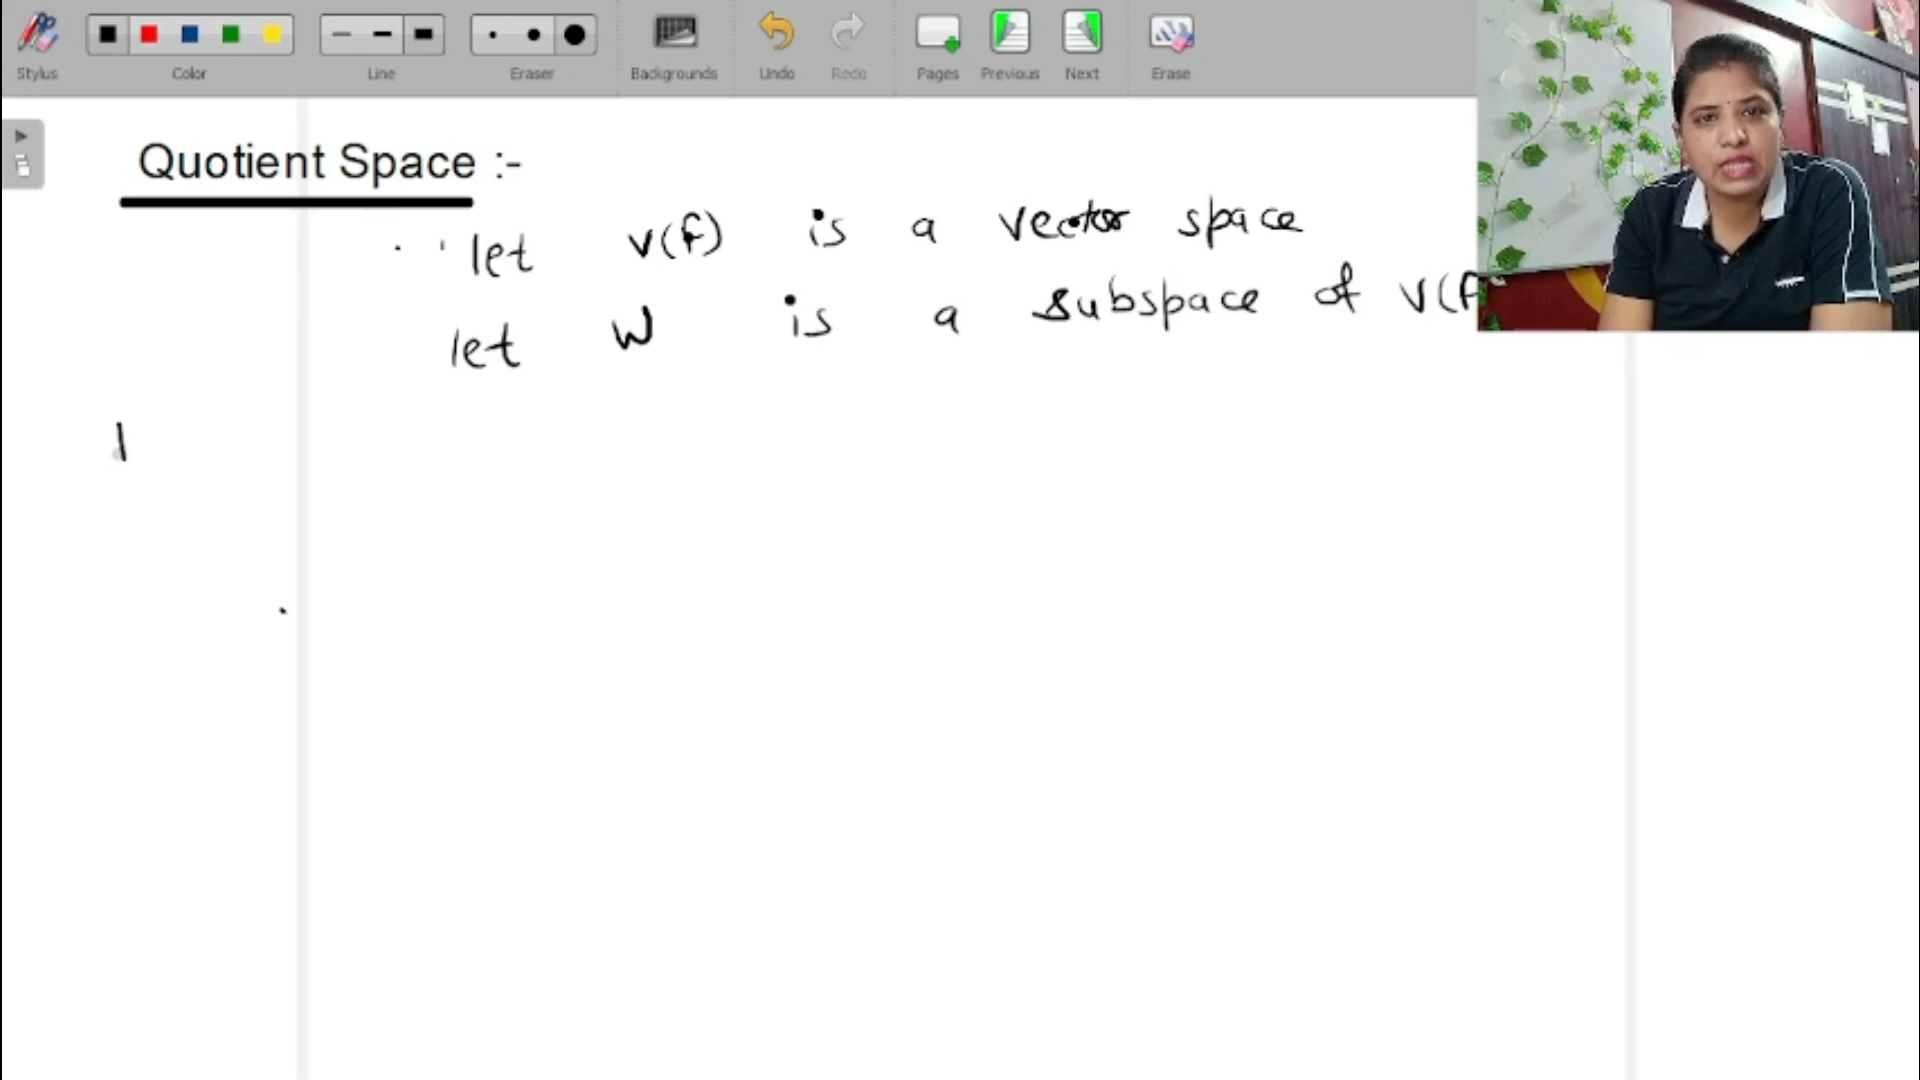 Stylus Color Line Eraser Backgrounds Undo Redo Pages Previous Next Erase
Quotient Space :-
let v(F) is a vector space
let W is a subspace of V(F